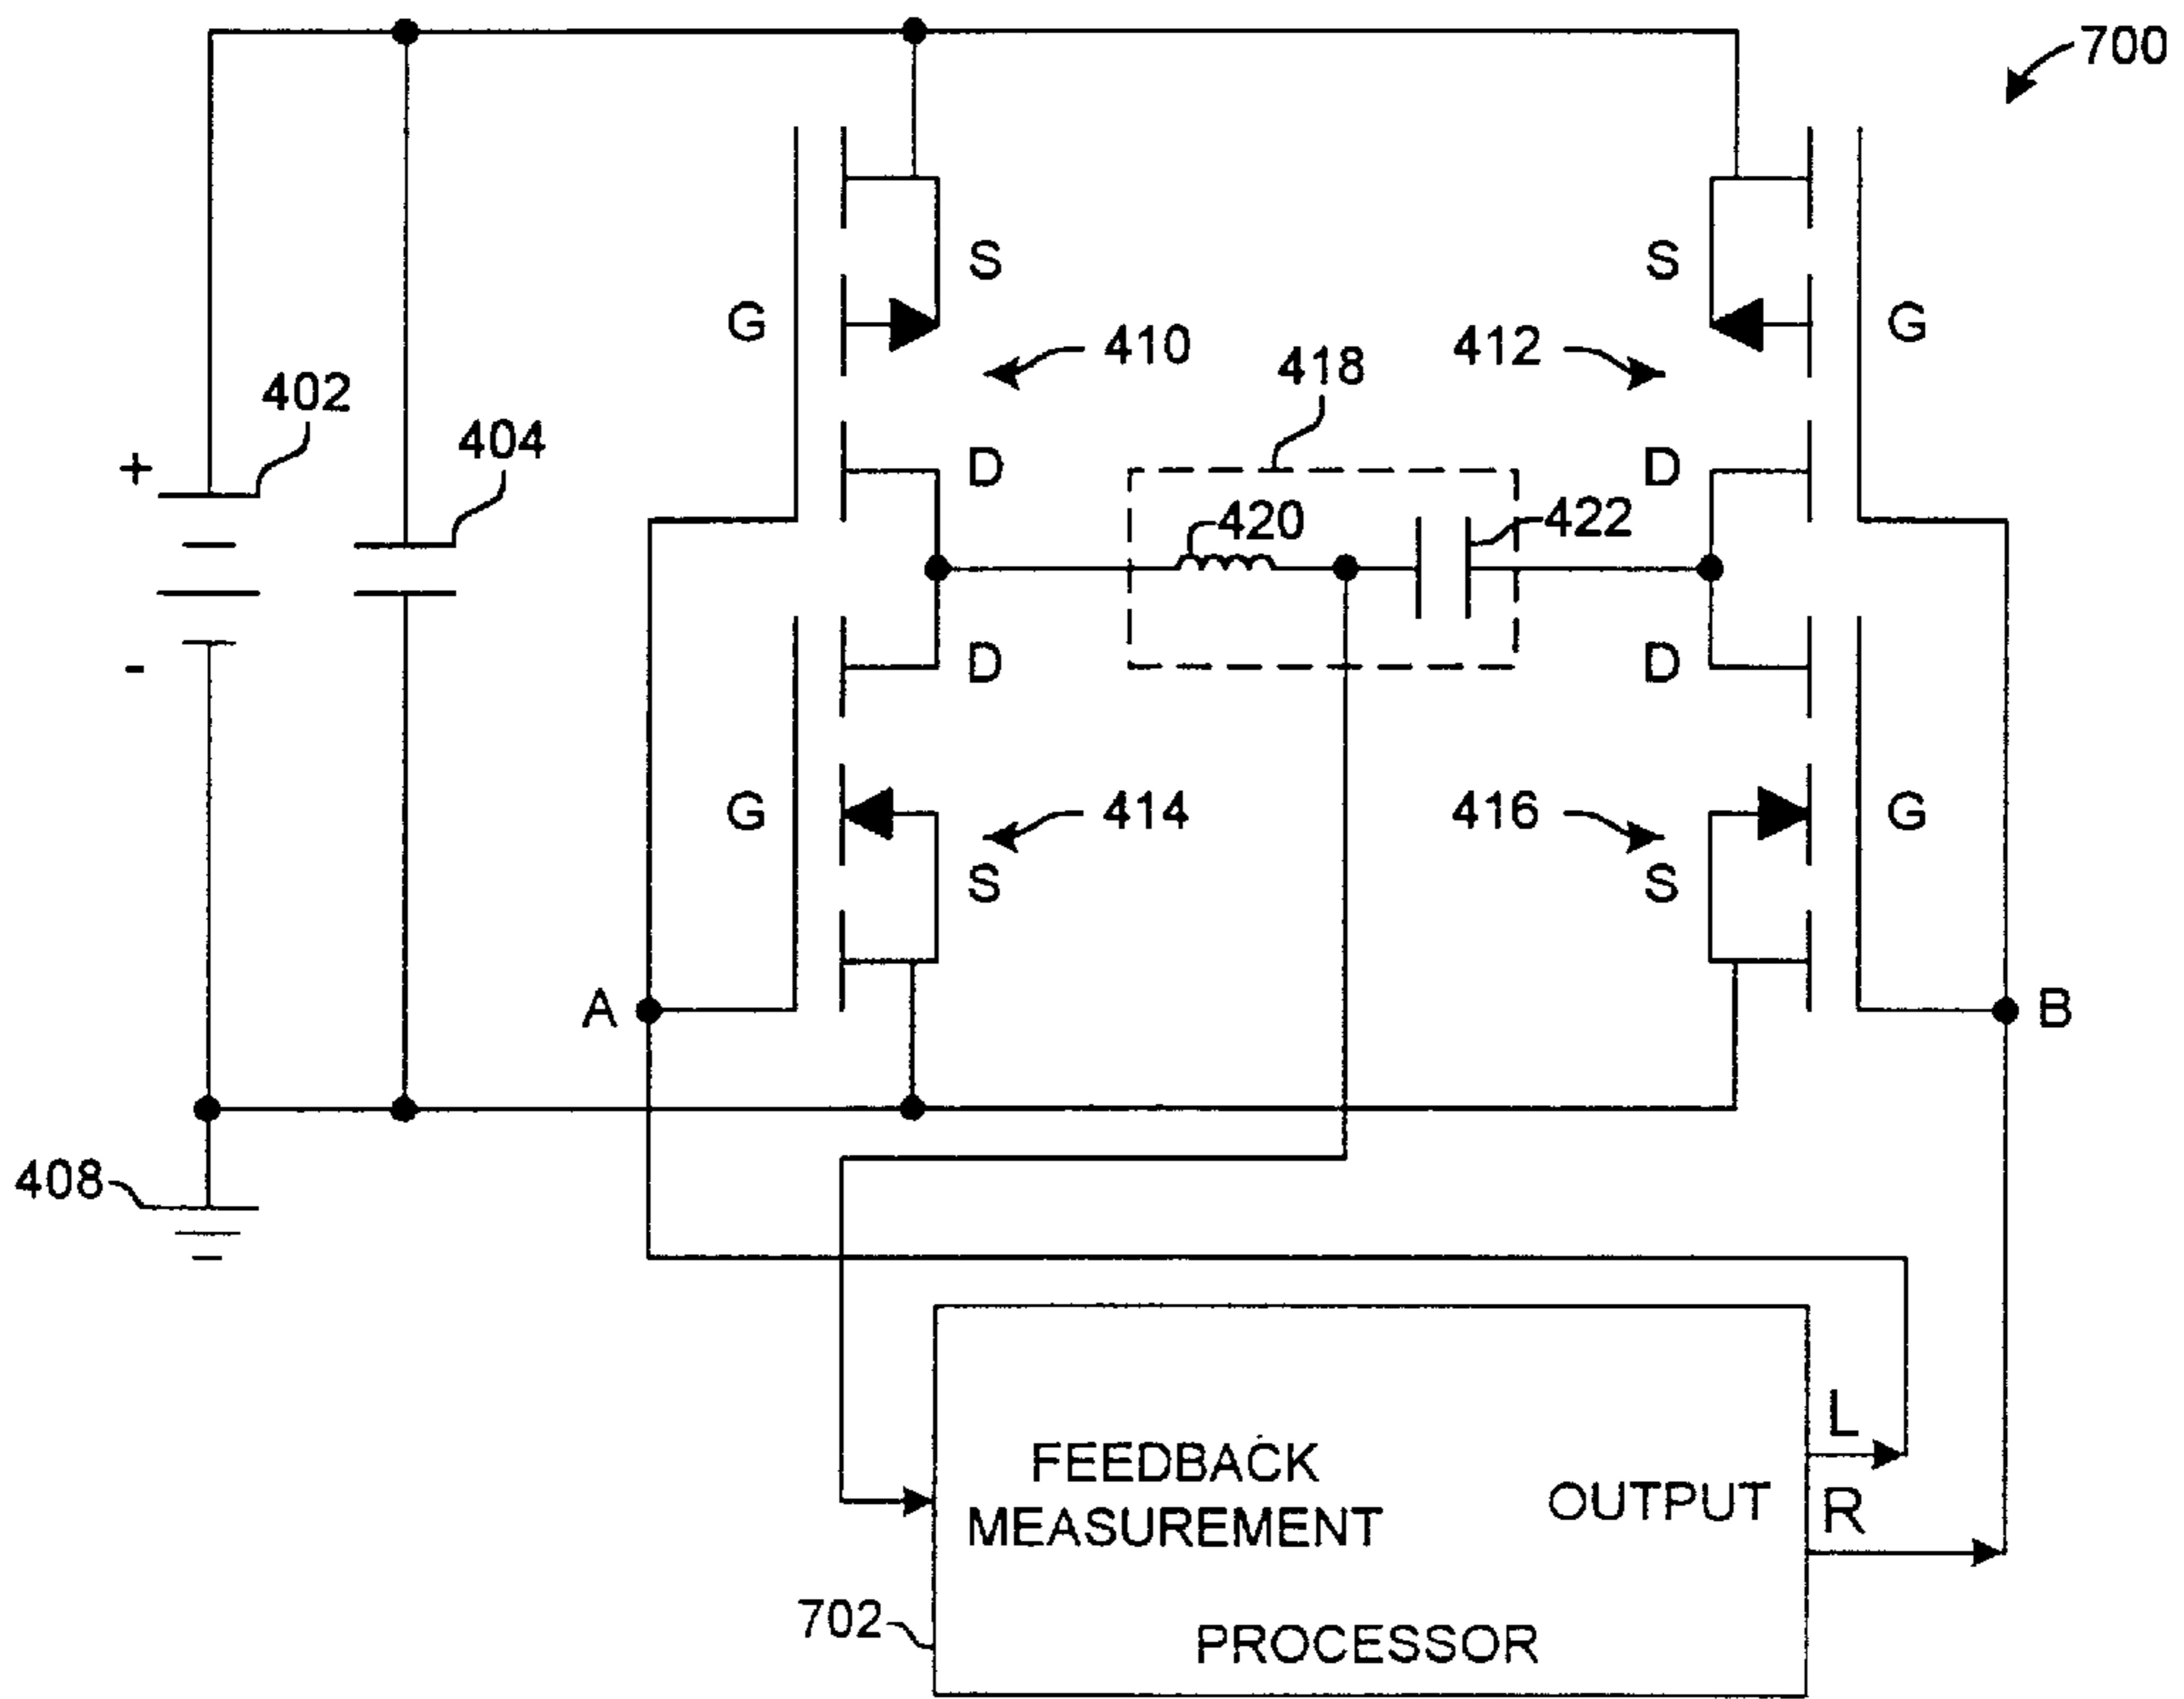 700
S
S
G
G
410
412
418
402
404
+
D
D
420
422
-
D
D
G
G
414
416
S
S
A
B
408
L
FEEDBACK
MEASUREMENT
OUTPUT
R
702
PROCESSOR